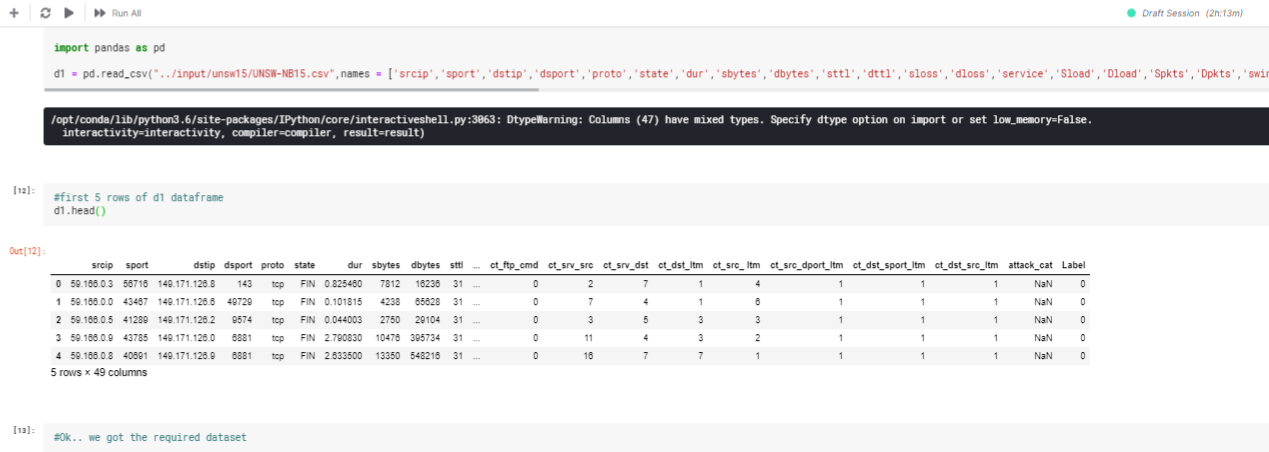 Run All
Draft Session (2h:13m)
import pandas as pd
d1 = pd.read_csv("../input/unsw15/UNSW-NB15.csv",names = ['srcip','sport','dstip','dsport','proto','state','dur','sbytes','dbytes','sttl','dttl','sloss','dloss','service','Sload','Dload','Spkts','Dpkts','swin
/opt/conda/lib/python3.6/site-packages/IPython/core/interactiveshell.py:3063: DtypeWarning: Columns (47) have mixed types. Specify dtype option on import or set low_memory=False.
interactivity=interactivity, compiler=compiler, result=result)
[12]:
#first 5 rows of d1 dataframe
d1.head()
Out[12]:
srcip sport dstip dsport proto state dur sbytes dbytes sttl ... ct_ftp_cmd ct_srv_src ct_srv_dst ct_dst_ltm ct_src_ ltm ct_src_dport_ltm ct_dst_sport_ltm ct_dst_src_ltm attack_cat Label
0 59.166.0.3 56716 149.171.126.8 143 tcp FIN 0.825460 7812 16236 31 ... 0 2 7 1 4 1 1 1 NaN 0
1 59.166.0.0 43467 149.171.126.6 49729 tcp FIN 0.101815 4238 65628 31 ... 0 7 4 1 6 1 1 1 NaN 0
2 59.166.0.5 41289 149.171.126.2 9574 tcp FIN 0.044003 2750 29104 31 ... 0 3 5 3 3 1 1 1 NaN 0
3 59.166.0.9 43785 149.171.126.0 6881 tcp FIN 2.790830 10476 395734 31 ... 0 11 4 3 2 1 1 1 NaN 0
4 59.166.0.8 40691 149.171.126.9 6881 tcp FIN 2.633500 13350 548216 31 ... 0 16 7 7 1 1 1 1 NaN 0
5 rows × 49 columns
[13]:
#Ok.. we got the required dataset